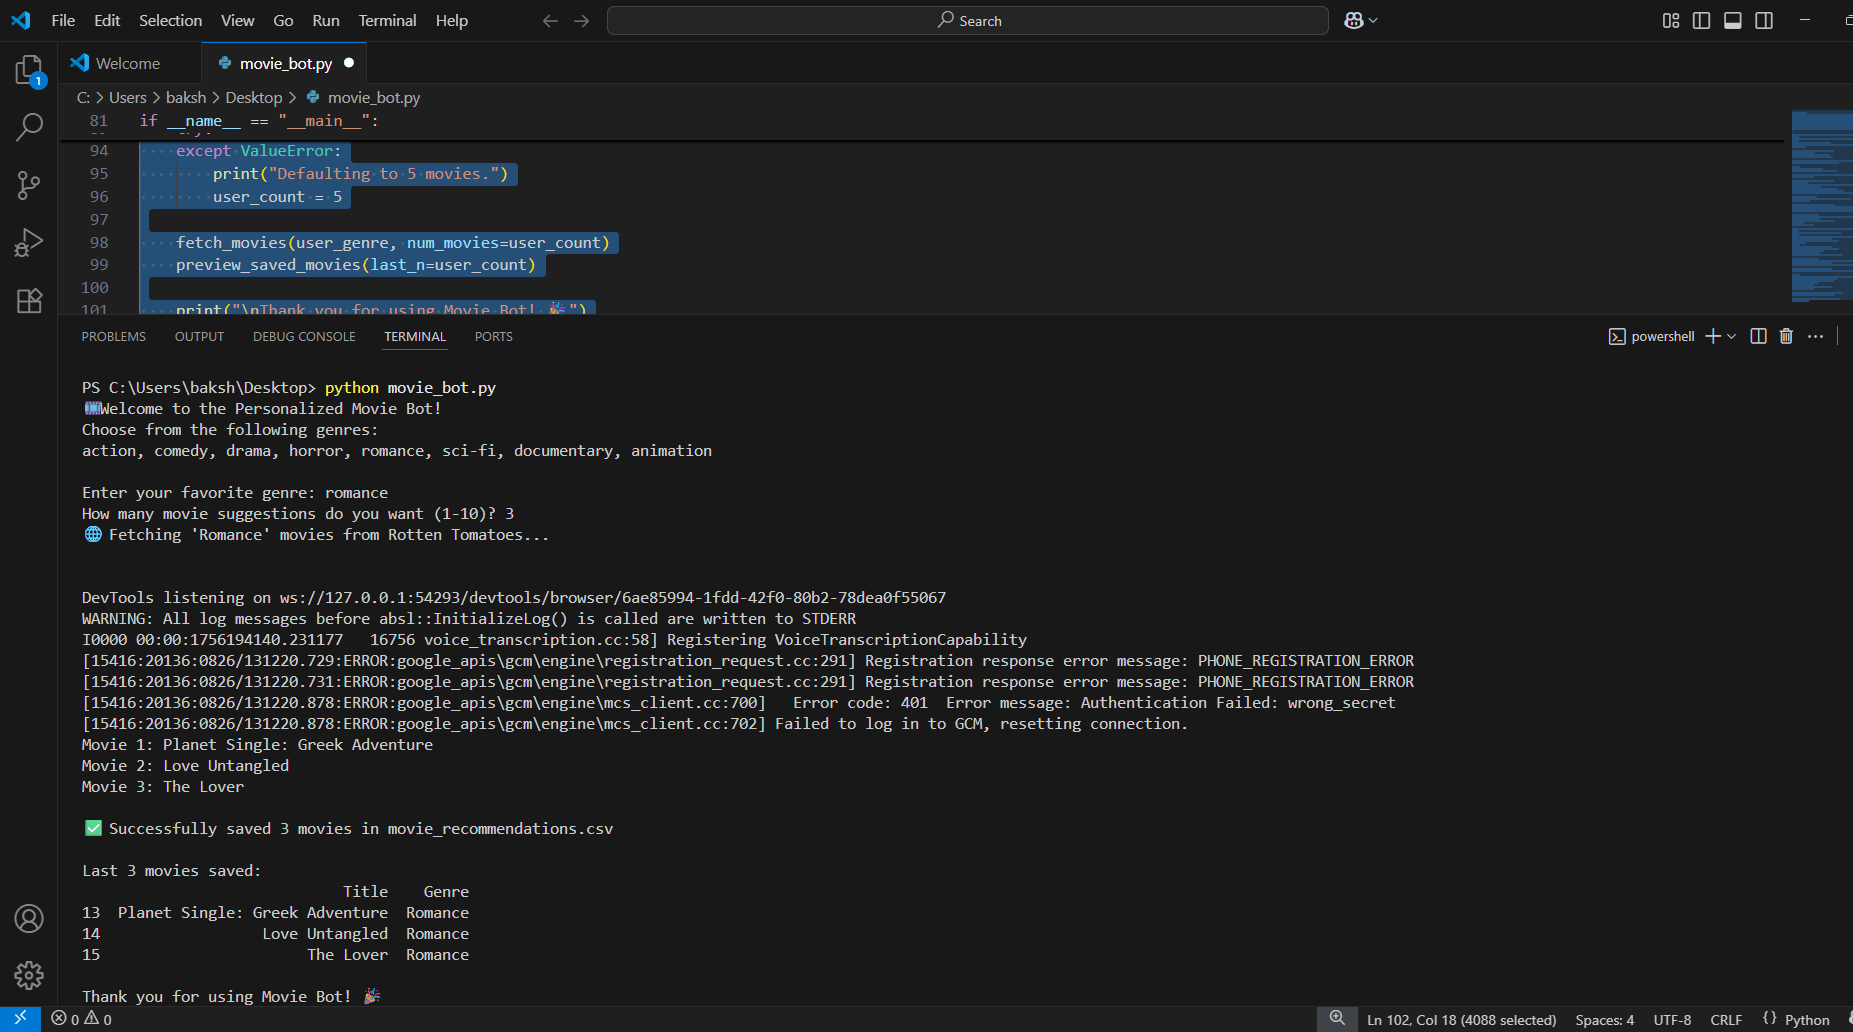 File Edit Selection View Go Run Terminal Help Search
Welcome movie_bot.py
1
C: > Users > baksh > Desktop > movie_bot.py
81 if __name__ == "__main__":
94 except ValueError:
95 print("Defaulting to 5 movies.")
96 user_count = 5
97
98 fetch_movies(user_genre, num_movies=user_count)
99 preview_saved_movies(last_n=user_count)
100
101 print("\nThank you for using Movie Bot! 🎉")
PROBLEMS OUTPUT DEBUG CONSOLE TERMINAL PORTS powershell
PS C:\Users\baksh\Desktop> python movie_bot.py
🎞️Welcome to the Personalized Movie Bot!
Choose from the following genres:
action, comedy, drama, horror, romance, sci-fi, documentary, animation
Enter your favorite genre: romance
How many movie suggestions do you want (1-10)? 3
🌐 Fetching 'Romance' movies from Rotten Tomatoes...
DevTools listening on ws://127.0.0.1:54293/devtools/browser/6ae85994-1fdd-42f0-80b2-78dea0f55067
WARNING: All log messages before absl::InitializeLog() is called are written to STDERR
I0000 00:00:1756194140.231177   16756 voice_transcription.cc:58] Registering VoiceTranscriptionCapability
[15416:20136:0826/131220.729:ERROR:google_apis\gcm\engine\registration_request.cc:291] Registration response error message: PHONE_REGISTRATION_ERROR
[15416:20136:0826/131220.731:ERROR:google_apis\gcm\engine\registration_request.cc:291] Registration response error message: PHONE_REGISTRATION_ERROR
[15416:20136:0826/131220.878:ERROR:google_apis\gcm\engine\mcs_client.cc:700]   Error code: 401  Error message: Authentication Failed: wrong_secret
[15416:20136:0826/131220.878:ERROR:google_apis\gcm\engine\mcs_client.cc:702] Failed to log in to GCM, resetting connection.
Movie 1: Planet Single: Greek Adventure
Movie 2: Love Untangled
Movie 3: The Lover
✅ Successfully saved 3 movies in movie_recommendations.csv
Last 3 movies saved:
Title Genre
13 Planet Single: Greek Adventure Romance
14 Love Untangled Romance
15 The Lover Romance
Thank you for using Movie Bot! 🎉
0 0 Ln 102, Col 18 (4088 selected) Spaces: 4 UTF-8 CRLF {} Python